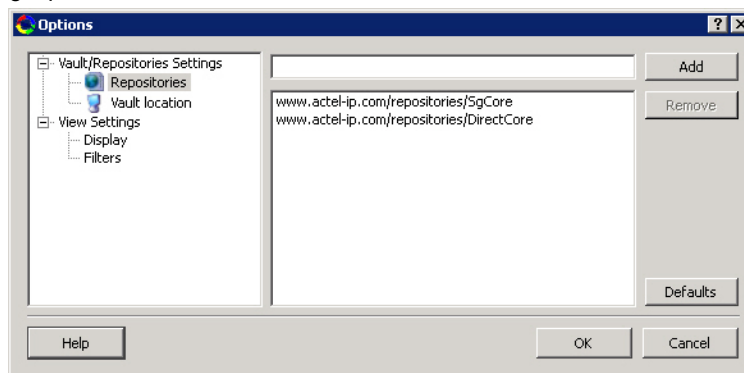 Options
Vault/Repositories Settings
Repositories
Vault location
View Settings
Display
Filters
Add
www.actel-ip.com/repositories/SgCore
www.actel-ip.com/repositories/DirectCore
Remove
Defaults
Help
OK
Cancel